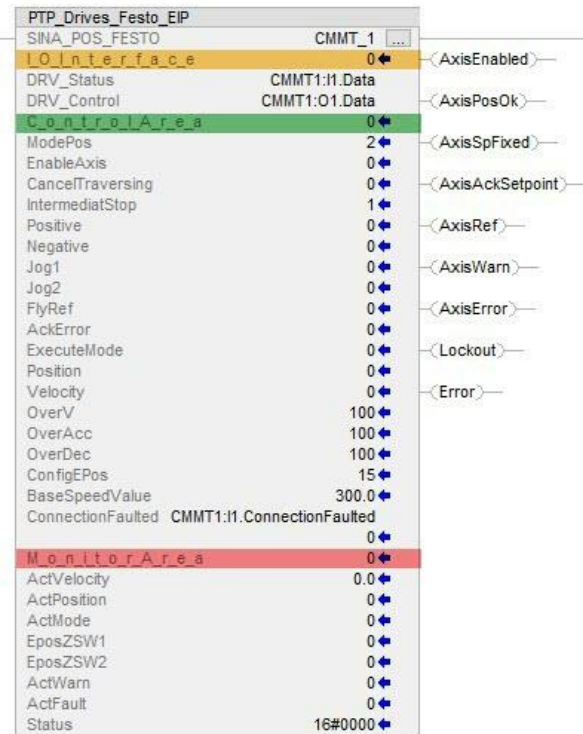 PTP_Drives_Festo_EIP
SINA_POS_FESTO CMMT_1 ...
I_O_I_n_t_e_r_f_a_c_e 0 (AxisEnabled)
DRV_Status CMMT1:I1.Data
DRV_Control CMMT1:O1.Data (AxisPosOk)
C_o_n_t_r_o_l_A_r_e_a 0
ModePos 2 (AxisSpFixed)
EnableAxis 0
CancelTraversing 0 (AxisAckSetpoint)
IntermediatStop 1
Positive 0 (AxisRef)
Negative 0
Jog1 0 (AxisWarn)
Jog2 0
FlyRef 0 (AxisError)
AckError 0
ExecuteMode 0 (Lockout)
Position 0
Velocity 0 (Error)
OverV 100
OverAcc 100
OverDec 100
ConfigEPos 15
BaseSpeedValue 300.0
ConnectionFaulted CMMT1:I1.ConnectionFaulted
0
M_o_n_i_t_o_r_A_r_e_a 0
ActVelocity 0.0
ActPosition 0
ActMode 0
EposZSW1 0
EposZSW2 0
ActWarn 0
ActFault 0
Status 16#0000